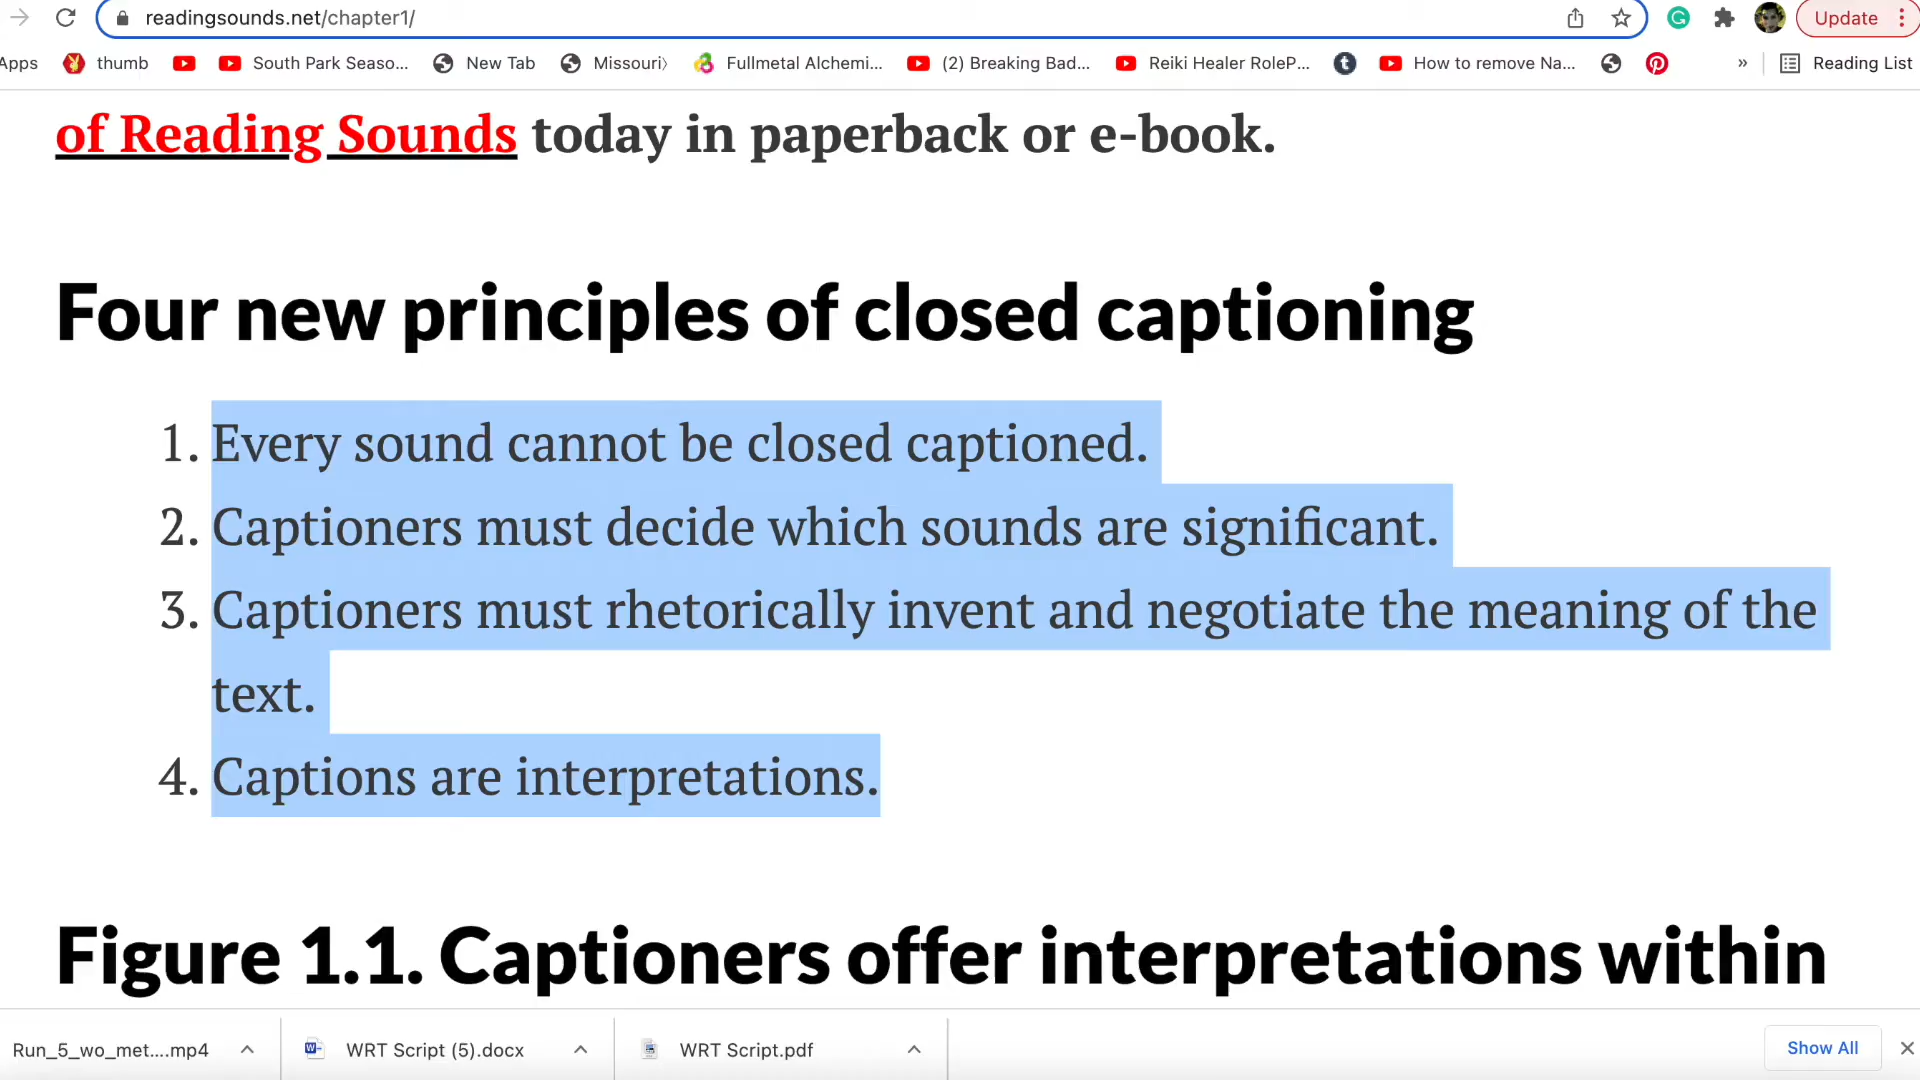 readingsounds.net/chapter1/
Update
Apps thumb South Park Seaso... New Tab Missouri Fullmetal Alchemi... (2) Breaking Bad... Reiki Healer RoleP... How to remove Na... » Reading List
of Reading Sounds today in paperback or e-book.
Four new principles of closed captioning
1. Every sound cannot be closed captioned.
2. Captioners must decide which sounds are significant.
3. Captioners must rhetorically invent and negotiate the meaning of the
text.
4. Captions are interpretations.
Figure 1.1. Captioners offer interpretations within
Run_5_wo_met....mp4 WRT Script (5).docx WRT Script.pdf Show All